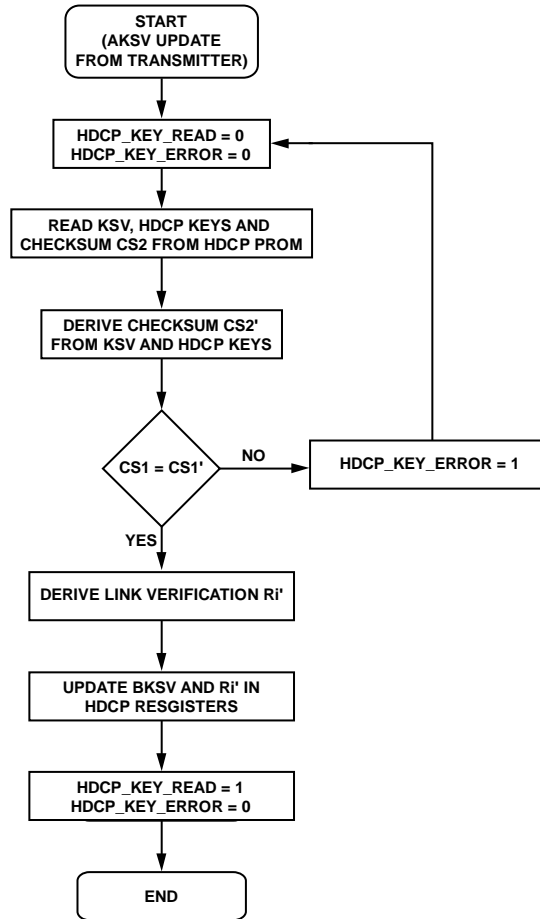 START
(AKSV UPDATE
FROM TRANSMITTER)
HDCP_KEY_READ = 0
HDCP_KEY_ERROR = 0
READ KSV, HDCP KEYS AND
CHECKSUM CS2 FROM HDCP PROM
DERIVE CHECKSUM CS2'
FROM KSV AND HDCP KEYS
CS1 = CS1'
NO
HDCP_KEY_ERROR = 1
YES
DERIVE LINK VERIFICATION Ri'
UPDATE BKSV AND Ri' IN
HDCP RESGISTERS
HDCP_KEY_READ = 1
HDCP_KEY_ERROR = 0
END